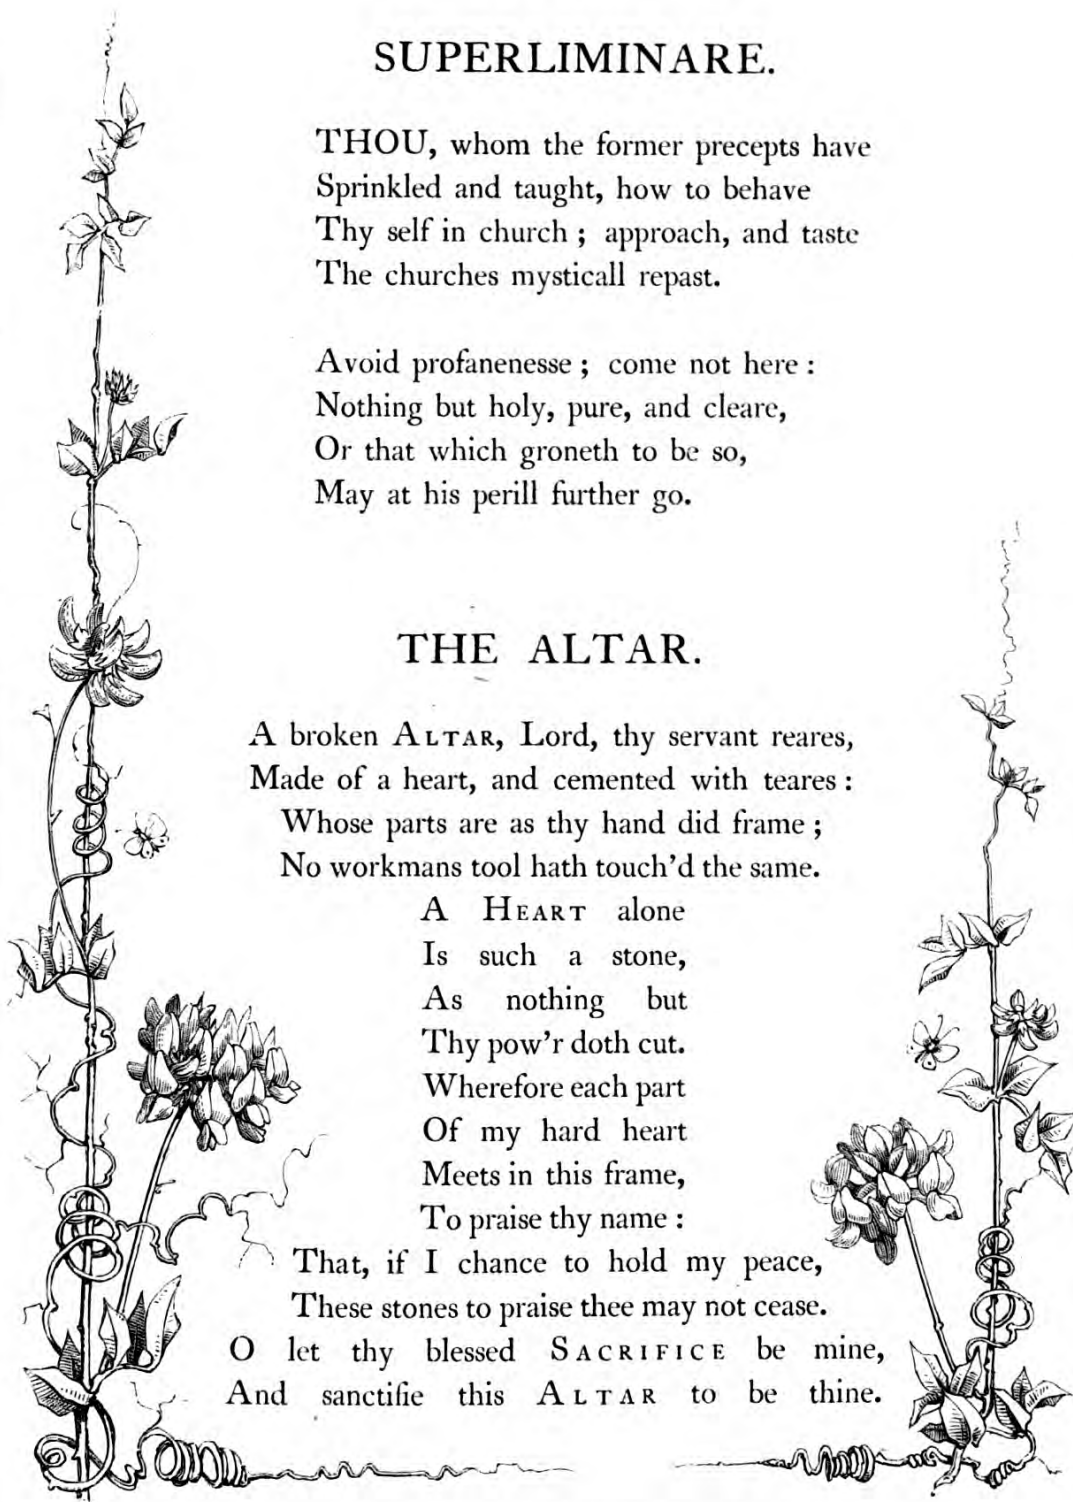 SUPERLIMINARE.
THOU, whom the former precepts have
Sprinkled and taught, how to behave
Thy self in church ; approach, and taste
The churches mysticall repast.
Avoid profanenesse ; come not here :
Nothing but holy, pure, and cleare,
Or that which groneth to be so,
May at his perill further go.
THE ALTAR.
A broken ALTAR, Lord, thy servant reares,
Made of a heart, and cemented with teares :
Whose parts are as thy hand did frame ;
No workmans tool hath touch'd the same.
A HEART alone
Is such a stone,
As nothing but
Thy pow'r doth cut.
Wherefore each part
Of my hard heart
Meets in this frame,
To praise thy name :
That, if I chance to hold my peace,
These stones to praise thee may not cease.
O let thy blessed SACRIFICE be mine,
And sanctifie this ALTAR to be thine.